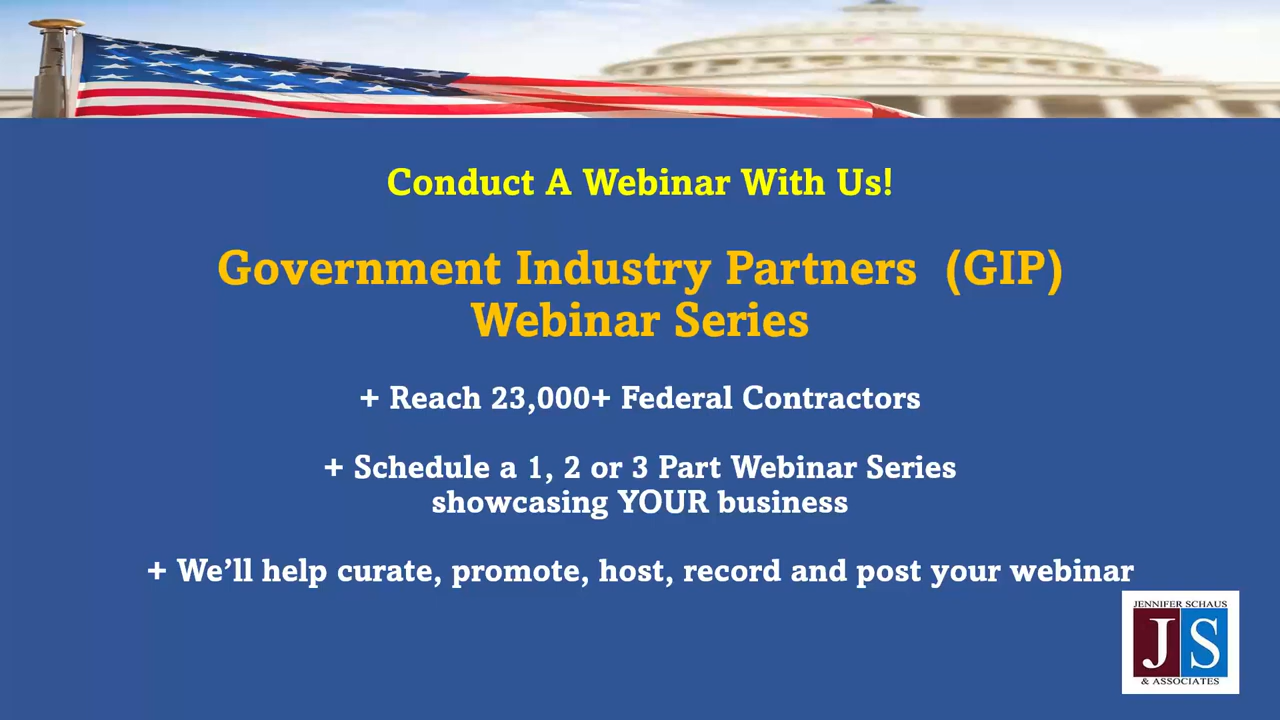 Conduct A Webinar With Us!
Government Industry Partners (GIP)
Webinar Series
+ Reach 23,000+ Federal Contractors
+ Schedule a 1, 2 or 3 Part Webinar Series
showcasing YOUR business
+ We’ll help curate, promote, host, record and post your webinar
JENNIFER SCHAUS
JS
& ASSOCIATES